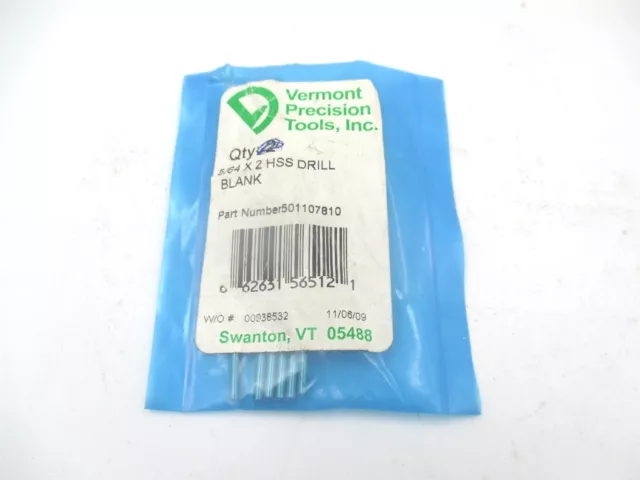 Vermont
Precision
Tools, Inc.
Qty
5/64 X 2 HSS DRILL
BLANK
Part Number501107810
6 62631 56512 1
W/O #: 00938532 11/06/09
Swanton, VT 05488